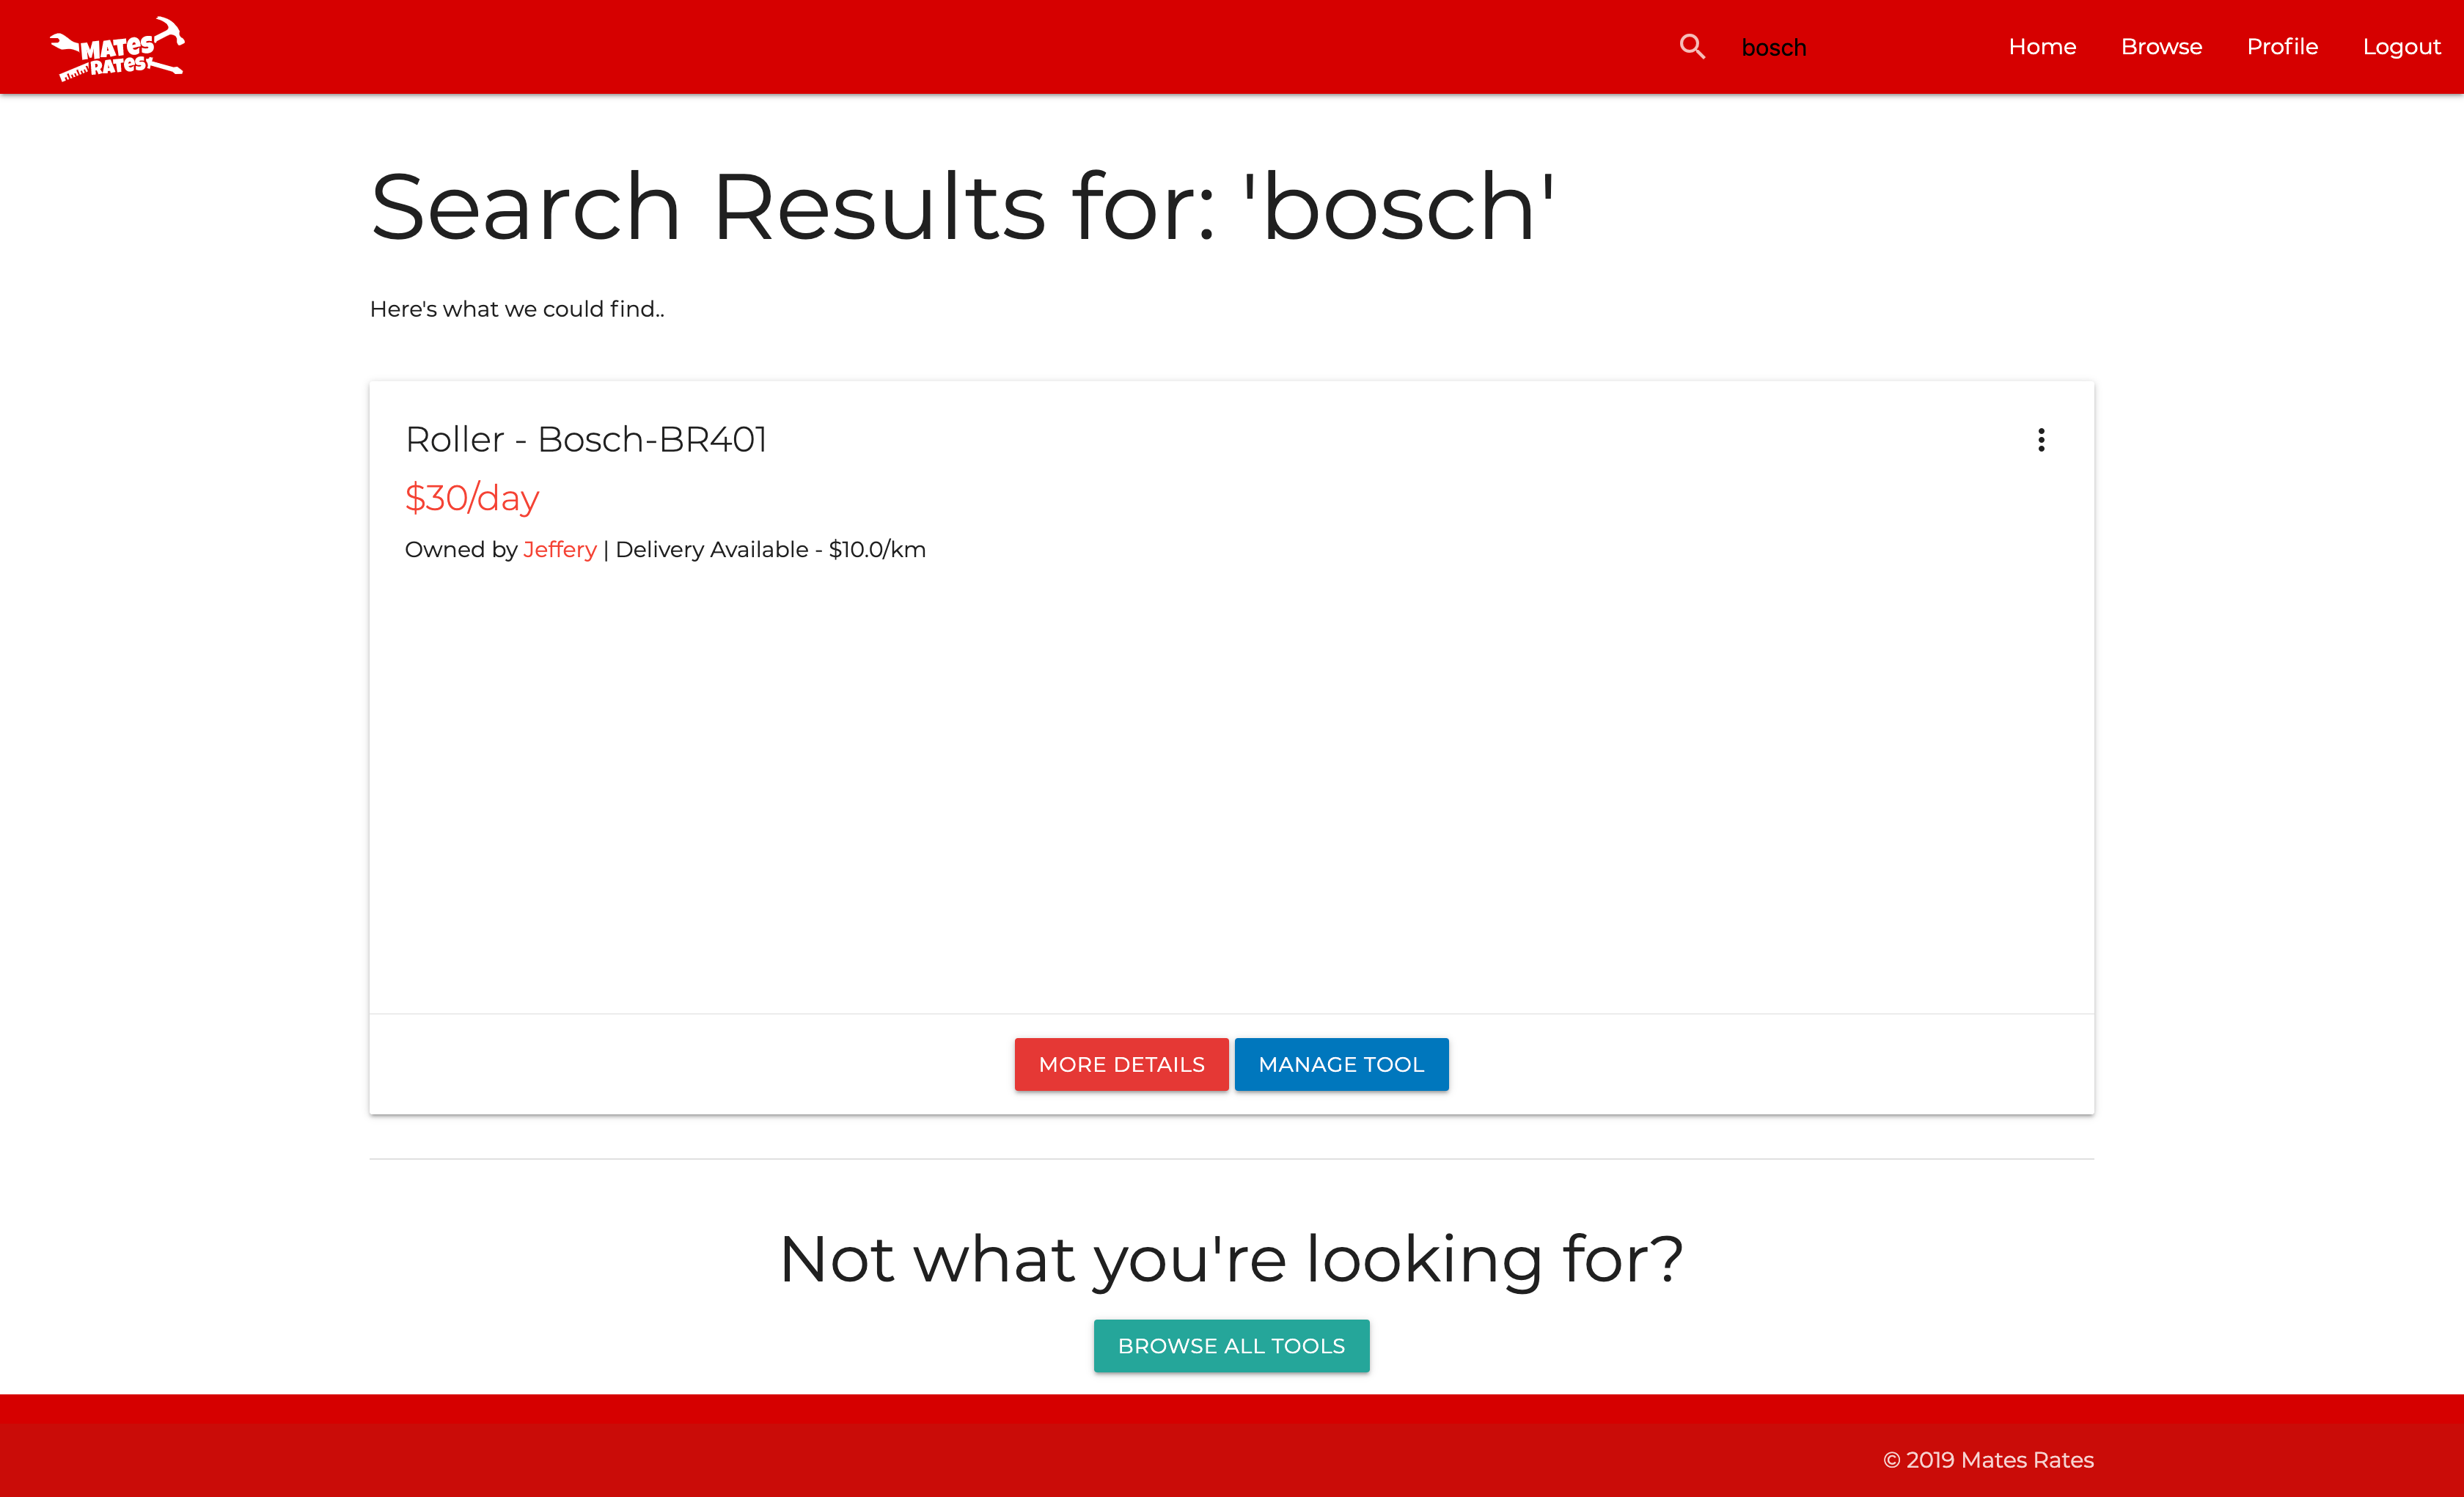 MATES
RATES
bosch
Home
Browse
Profile
Logout
Search Results for: 'bosch'
Here's what we could find..
Roller - Bosch-BR401
$30/day
Owned by Jeffery | Delivery Available - $10.0/km
MORE DETAILS
MANAGE TOOL
Not what you're looking for?
BROWSE ALL TOOLS
© 2019 Mates Rates